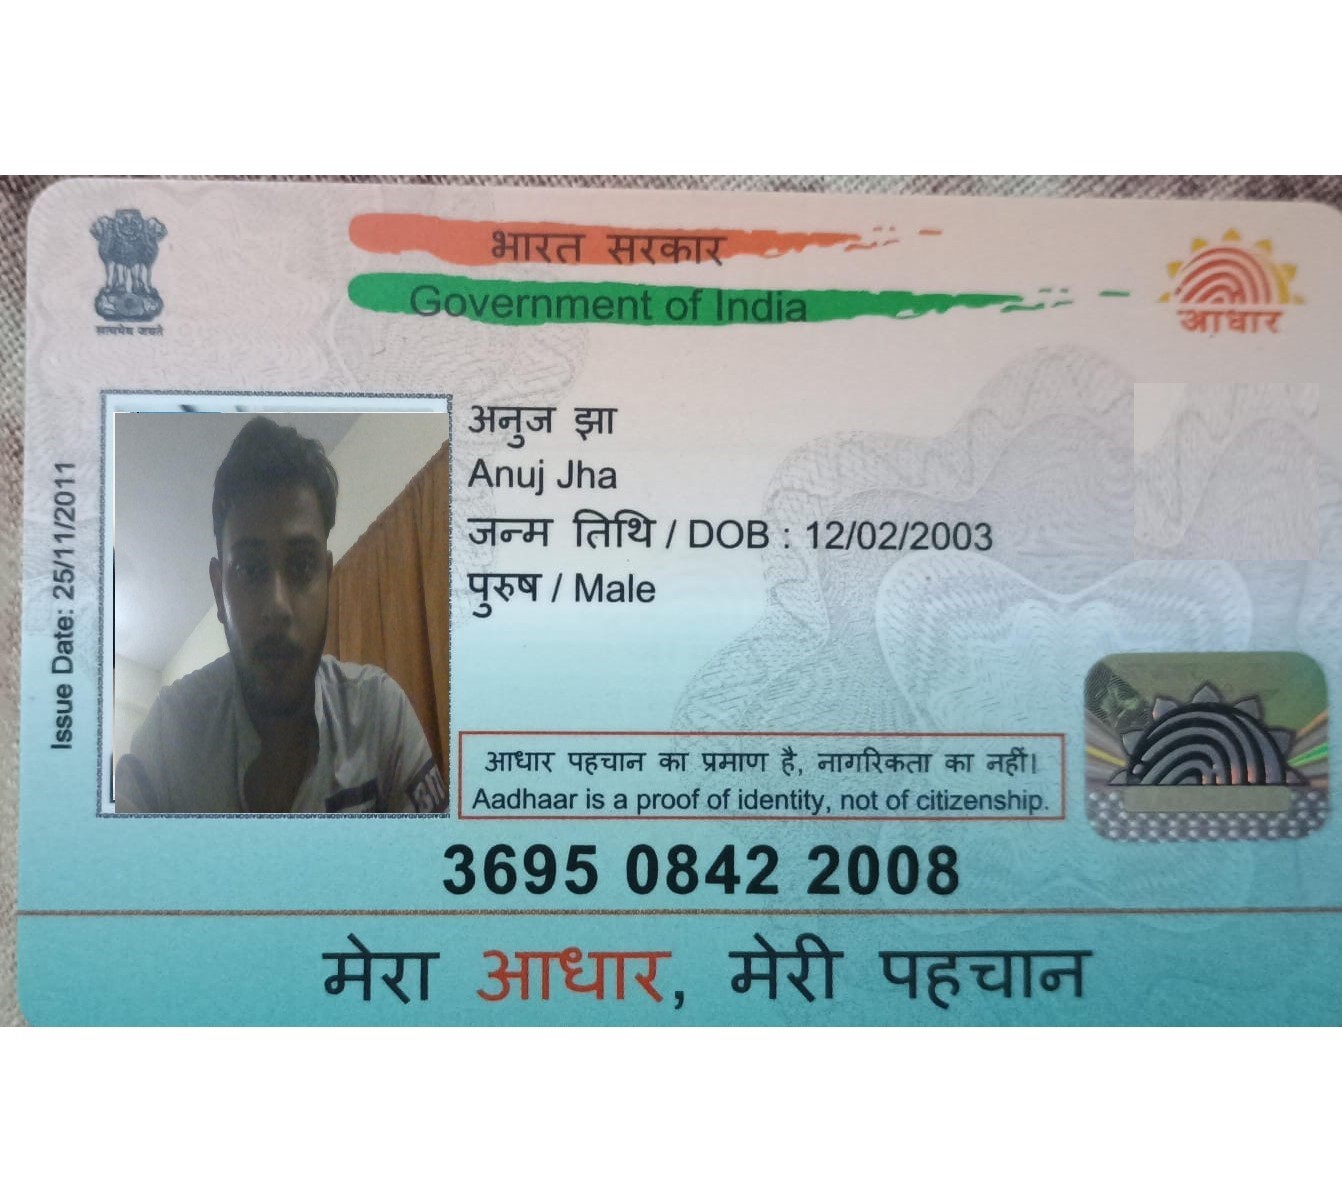 भारत सरकार
Government of India
सत्यमेव जयते
आधार
Issue Date: 25/11/2011
अनुज झा
Anuj Jha
जन्म तिथि / DOB : 12/02/2003
पुरुष / Male
आधार पहचान का प्रमाण है, नागरिकता का नहीं।
Aadhaar is a proof of identity, not of citizenship.
3695 0842 2008
मेरा आधार, मेरी पहचान